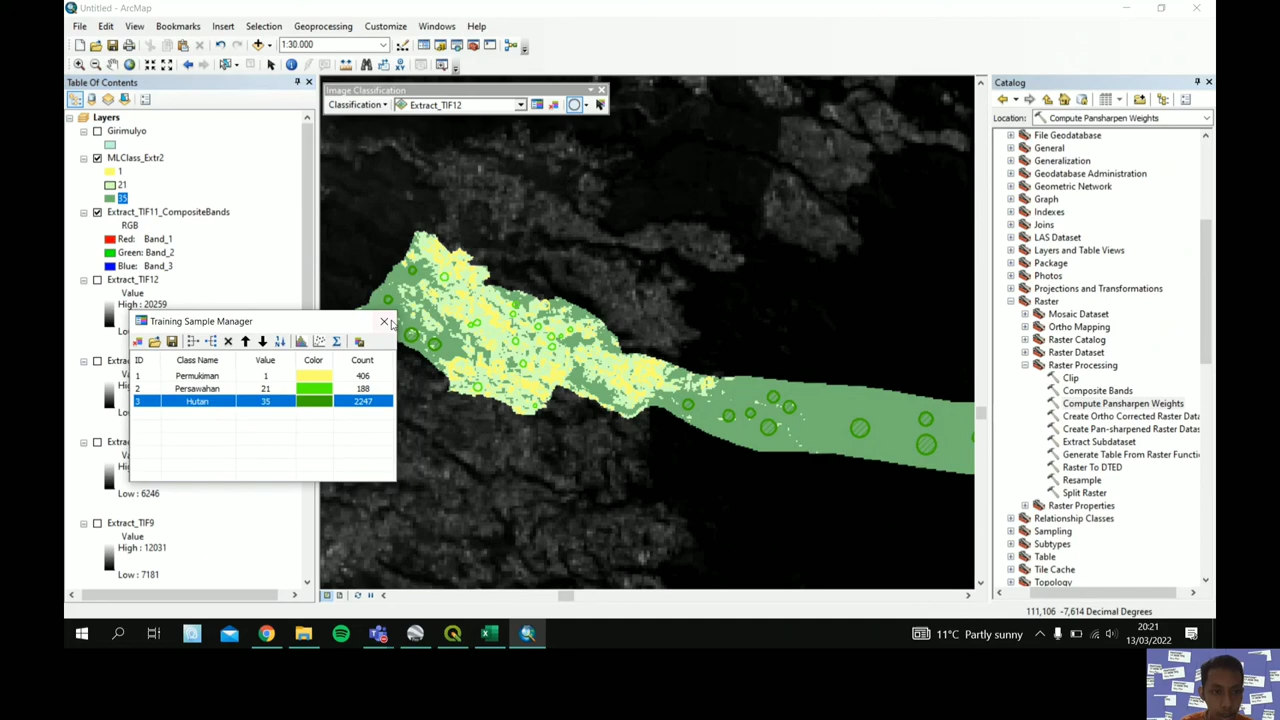 Untitled - ArcMap
File Edit View Bookmarks Insert Selection Geoprocessing Customize Windows Help
1:30.000
Table Of Contents
Layers
Girimulyo
MLClass_Extr2
1
21
35
Extract_TIF11_CompositeBands
RGB
Red: Band_1
Green: Band_2
Blue: Band_3
Extract_TIF12
Value
High : 20259
Low : 6246
Extract_TIF9
Value
High : 12031
Low : 7181
Image Classification
Classification
Extract_TIF12
Training Sample Manager
ID Class Name Value Color Count
1 Permukiman 1 406
2 Persawahan 21 188
3 Hutan 35 2247
Catalog
Location: Compute Pansharpen Weights
File Geodatabase
General
Generalization
Geodatabase Administration
Geometric Network
Graph
Indexes
Joins
LAS Dataset
Layers and Table Views
Package
Photos
Projections and Transformations
Raster
Mosaic Dataset
Ortho Mapping
Raster Catalog
Raster Dataset
Raster Processing
Clip
Composite Bands
Compute Pansharpen Weights
Create Ortho Corrected Raster Data
Create Pan-sharpened Raster Datas
Extract Subdataset
Generate Table From Raster Functi
Raster To DTED
Resample
Split Raster
Raster Properties
Relationship Classes
Sampling
Subtypes
Table
Tile Cache
Topology
111,106 -7,614 Decimal Degrees
11°C Partly sunny
20:21
13/03/2022